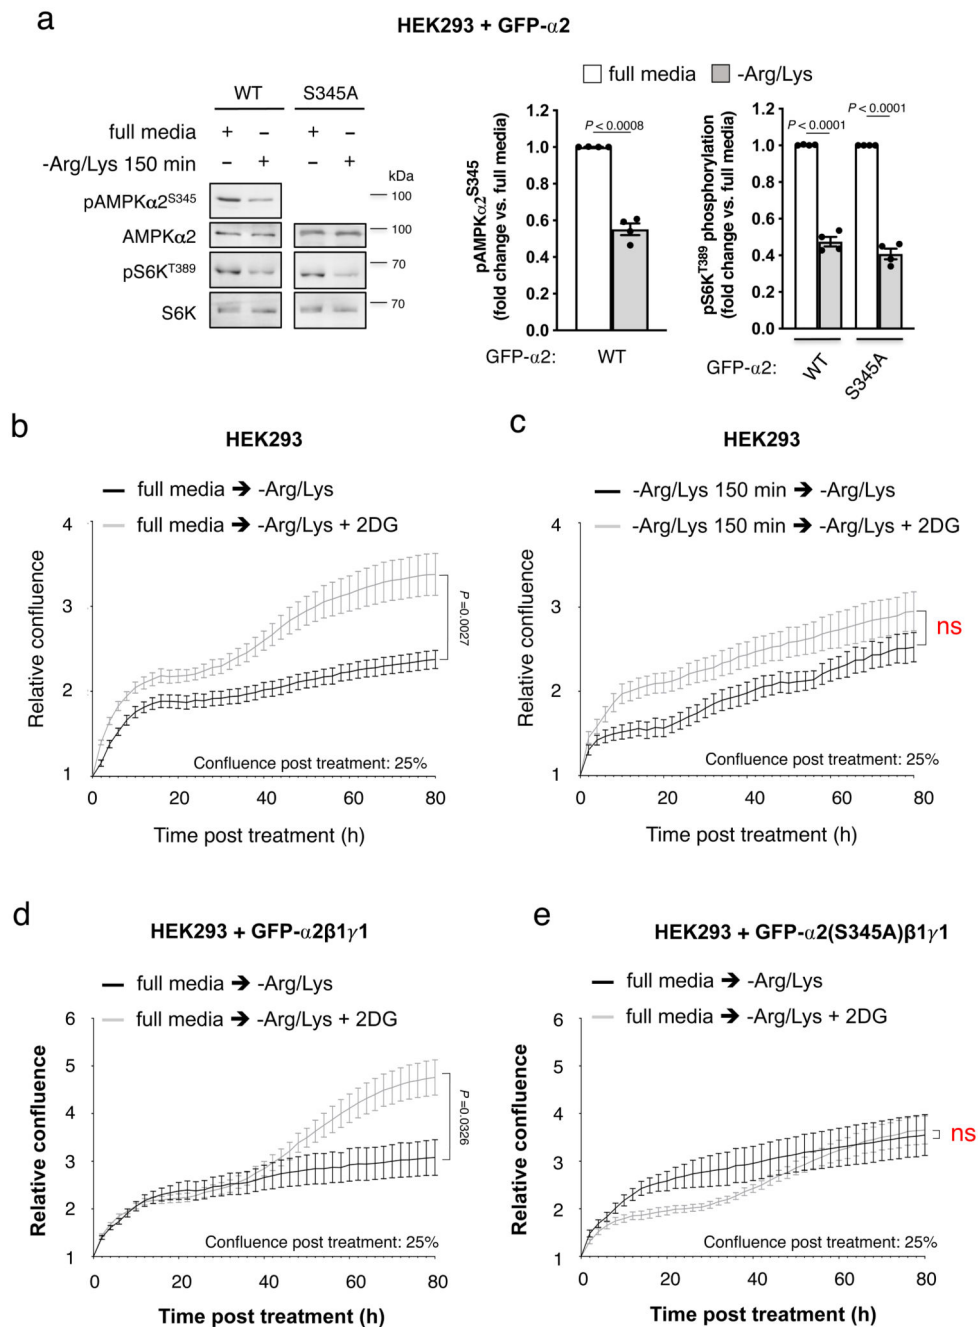 a
HEK293 + GFP-α2
WT S345A
full media + – + –
-Arg/Lys 150 min – + – +
kDa
pAMPKα2S345 100
AMPKα2 100
pS6KT389 70
S6K 70
full media -Arg/Lys
pAMPKα2S345
(fold change vs. full media)
1.2
1.0
0.8
0.6
0.4
0.2
0.0
P < 0.0008
GFP-α2: WT
pS6KT389 phosphorylation
(fold change vs. full media)
1.2
1.0
0.8
0.6
0.4
0.2
0.0
P < 0.0001
P < 0.0001
GFP-α2: WT S345A
b
HEK293
full media ➔ -Arg/Lys
full media ➔ -Arg/Lys + 2DG
Relative confluence
4
3
2
1
P=0.0027
Confluence post treatment: 25%
0 20 40 60 80
Time post treatment (h)
c
HEK293
-Arg/Lys 150 min ➔ -Arg/Lys
-Arg/Lys 150 min ➔ -Arg/Lys + 2DG
Relative confluence
4
3
2
1
ns
Confluence post treatment: 25%
0 20 40 60 80
Time post treatment (h)
d
HEK293 + GFP-α2β1γ1
full media ➔ -Arg/Lys
full media ➔ -Arg/Lys + 2DG
Relative confluence
6
5
4
3
2
1
P=0.0326
Confluence post treatment: 25%
0 20 40 60 80
Time post treatment (h)
e
HEK293 + GFP-α2(S345A)β1γ1
full media ➔ -Arg/Lys
full media ➔ -Arg/Lys + 2DG
Relative confluence
6
5
4
3
2
1
ns
Confluence post treatment: 25%
0 20 40 60 80
Time post treatment (h)